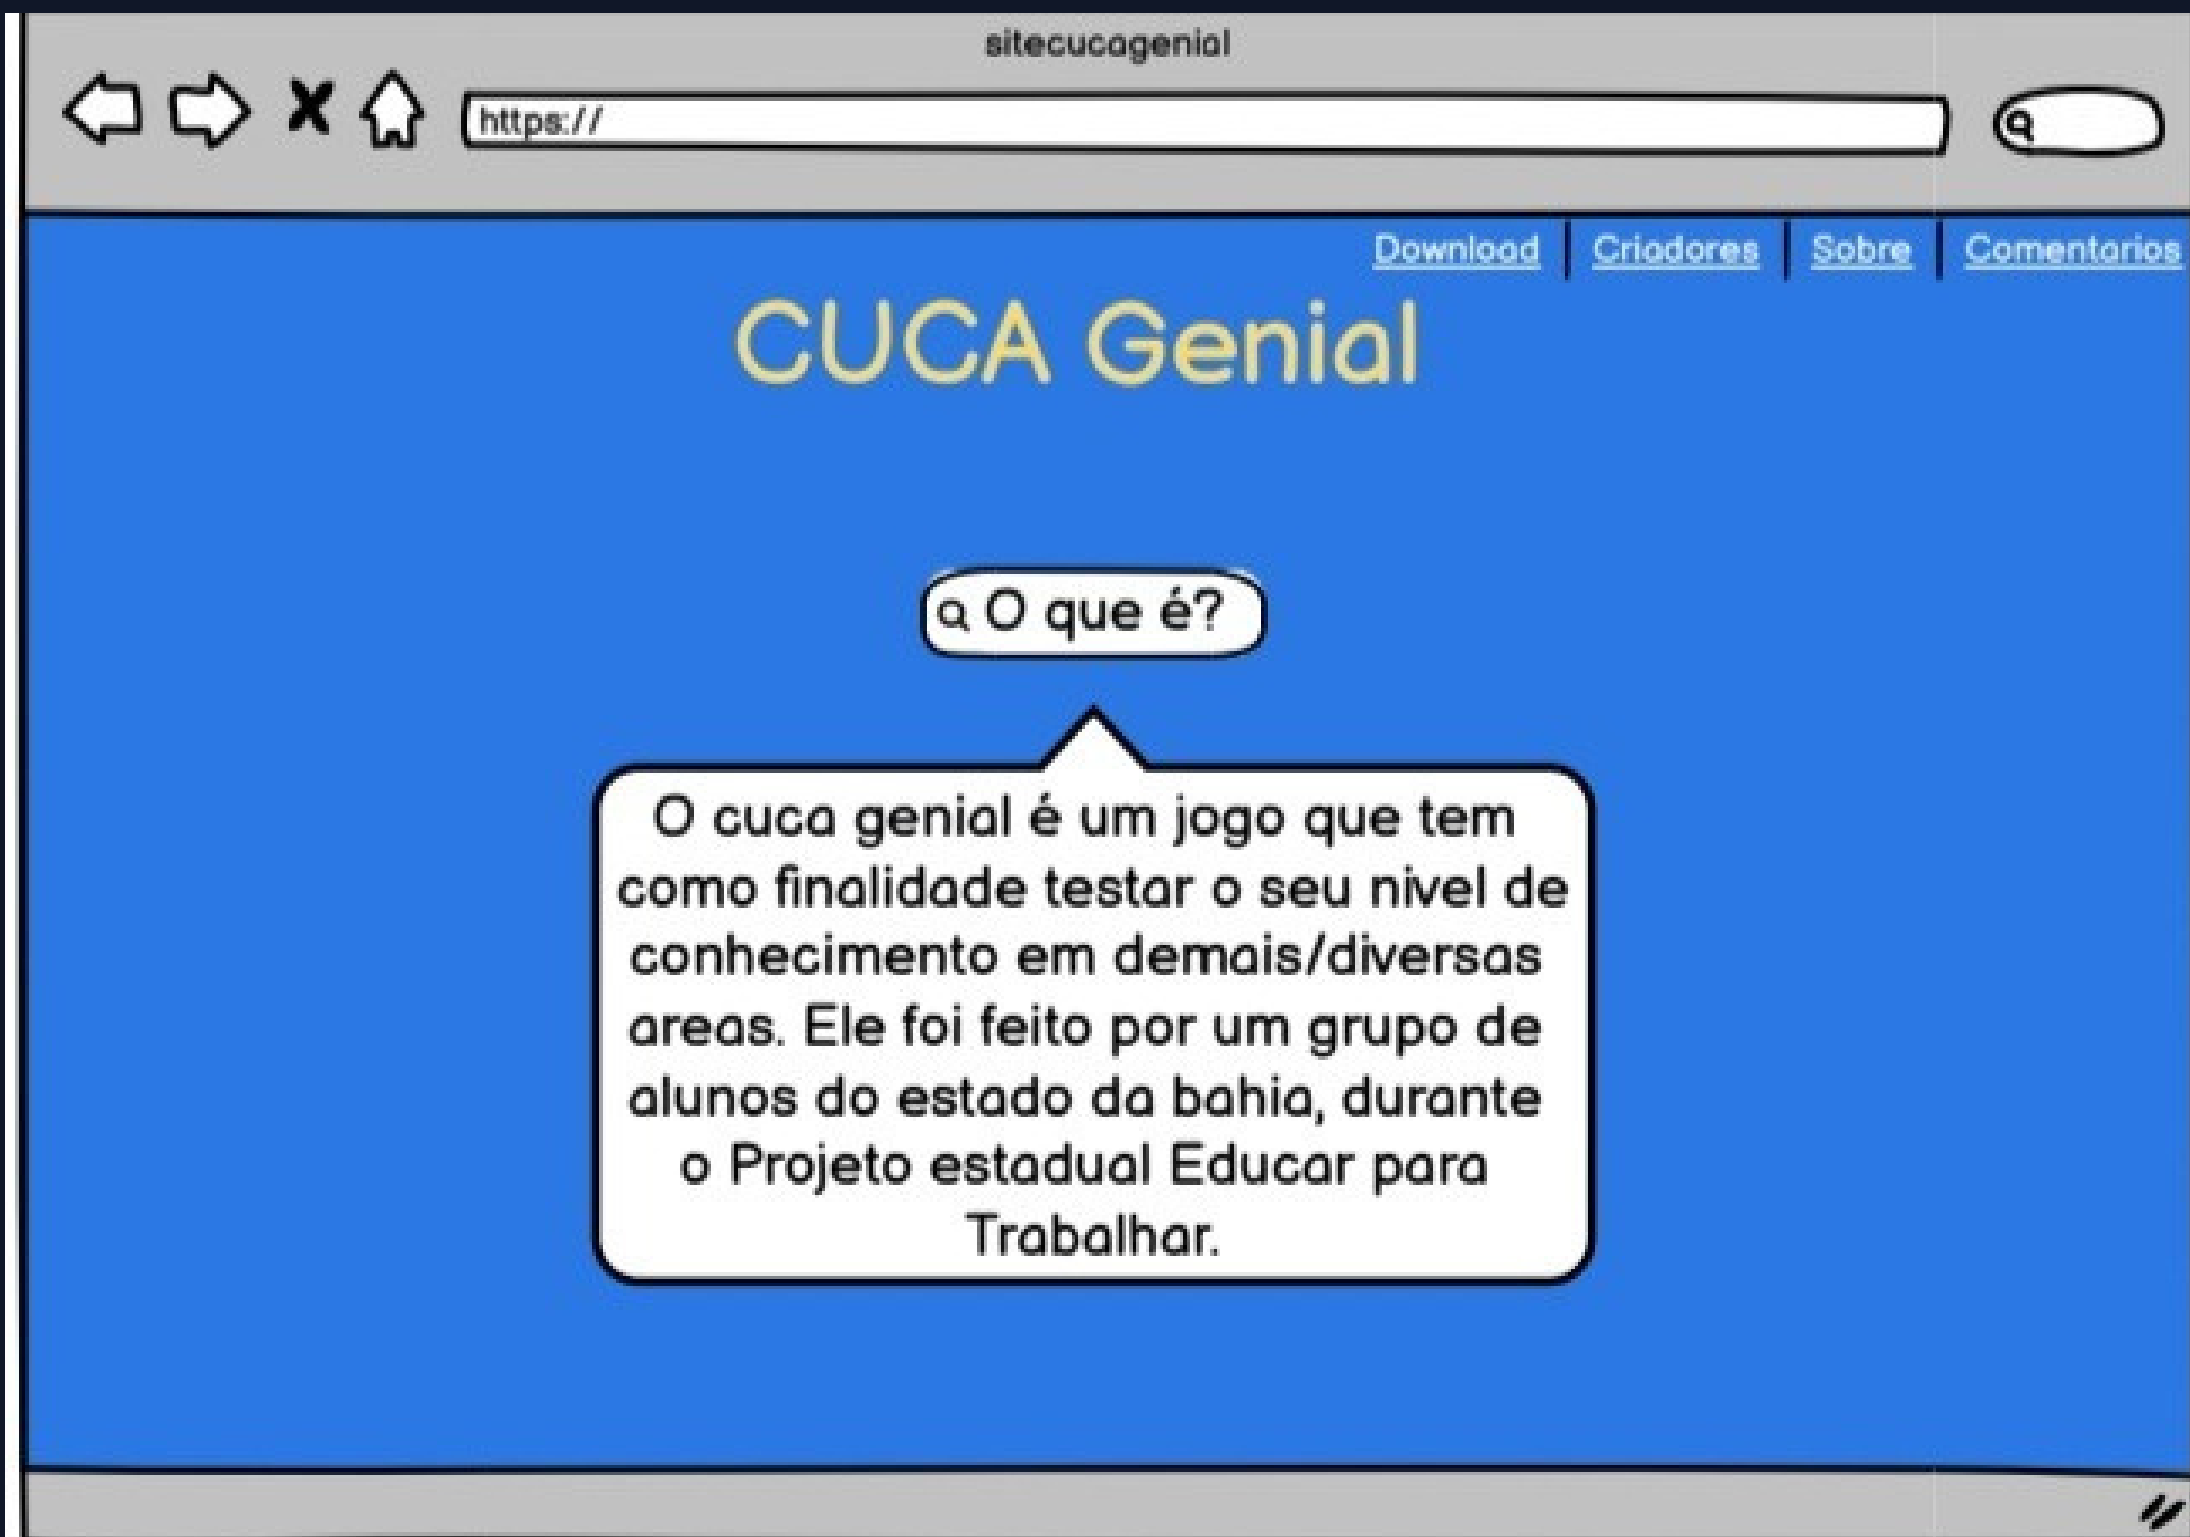 sitecucagenial
https://
Download Criadores Sobre Comentarios
CUCA Genial
O que é?
O cuca genial é um jogo que tem
como finalidade testar o seu nivel de
conhecimento em demais/diversas
areas. Ele foi feito por um grupo de
alunos do estado da bahia, durante
o Projeto estadual Educar para
Trabalhar.